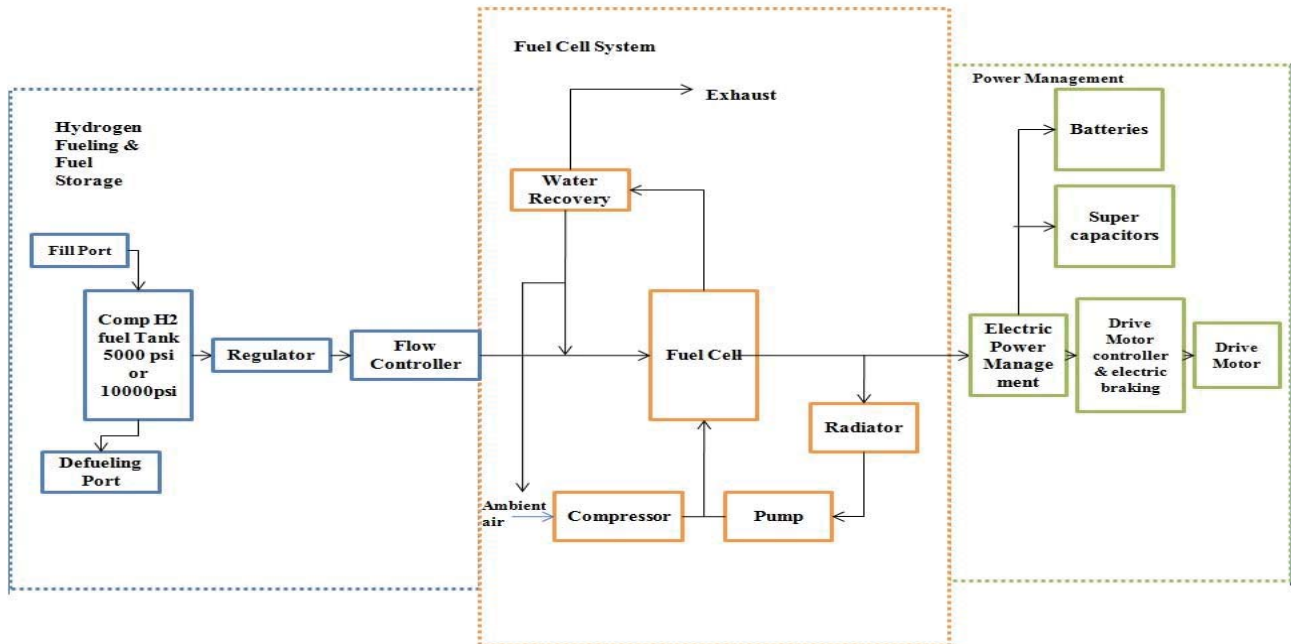 Hydrogen
Fueling &
Fuel
Storage
Fill Port
Comp H2
fuel Tank
5000 psi
or
10000psi
Defueling
Port
Regulator
Flow
Controller
Fuel Cell System
Exhaust
Water
Recovery
Fuel Cell
Radiator
Ambient
air
Compressor
Pump
Power Management
Batteries
Super
capacitors
Electric
Power
Manage
ment
Drive
Motor
controller
& electric
braking
Drive
Motor